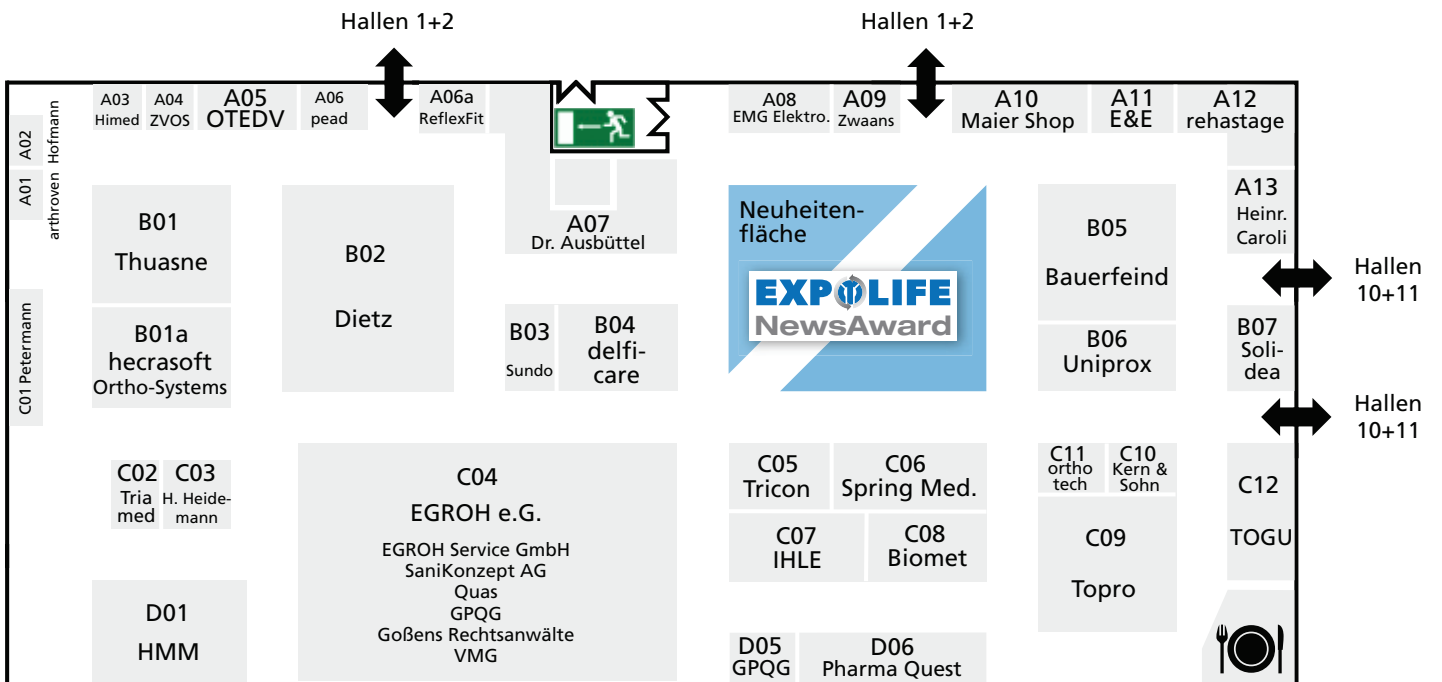 Hallen 1+2
Hallen 1+2
A03
Himed
A04
ZVOS
A05
OTEDV
A06
pead
A06a
ReflexFit
A08
EMG Elektro.
A09
Zwaans
A10
Maier Shop
A11
E&E
A12
rehastage
A02
Hofmann
A01
arthroven
B01
Thuasne
B02
Dietz
A07
Dr. Ausbüttel
Neuheiten-
fläche
EXPOLIFE
NewsAward
B05
Bauerfeind
A13
Heinr.
Caroli
Hallen
10+11
C01 Petermann
B01a
hecrasoft
Ortho-Systems
B03
Sundo
B04
delfi-
care
B06
Uniprox
B07
Soli-
dea
Hallen
10+11
C02
Tria
med
C03
H. Heide-
mann
C04
EGROH e.G.
EGROH Service GmbH
SaniKonzept AG
Quas
GPQG
Goßens Rechtsanwälte
VMG
C05
Tricon
C06
Spring Med.
C07
IHLE
C08
Biomet
C11
ortho
tech
C10
Kern &
Sohn
C09
Topro
C12
TOGU
D01
HMM
D05
GPQG
D06
Pharma Quest